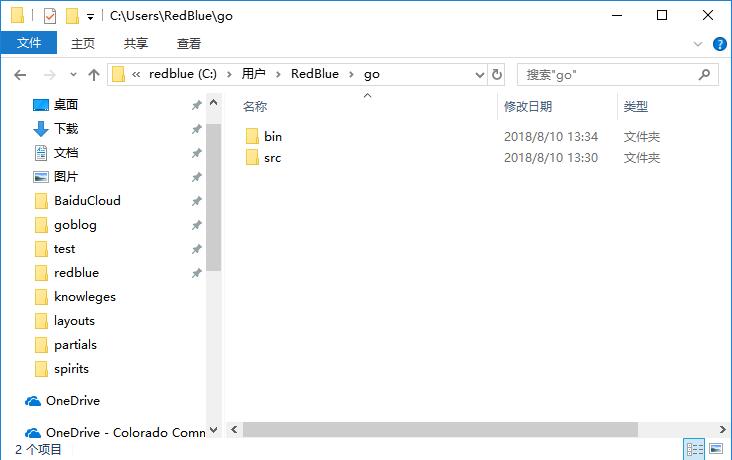 C:\Users\RedBlue\go
文件 主页 共享 查看
« redblue (C:) › 用户 › RedBlue › go
搜索"go"
名称 修改日期 类型
bin 2018/8/10 13:34 文件夹
src 2018/8/10 13:30 文件夹
桌面
下载
文档
图片
BaiduCloud
goblog
test
redblue
knowleges
layouts
partials
spirits
OneDrive
OneDrive - Colorado Comm
2 个项目